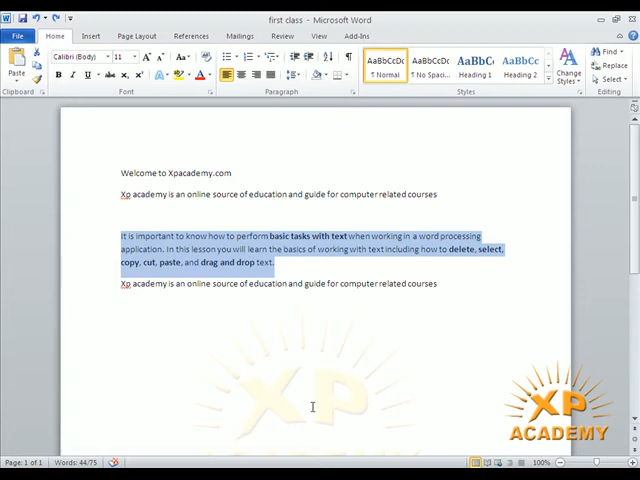 first class - Microsoft Word
File Home Insert Page Layout References Mailings Review View Add-Ins
Calibri (Body) 11 Aa
AaBbCcDc AaBbCcDc AaBbCc AaBbCc
Find
Replace
Select
Paste
B I U abc x₂ x² A
¶ Normal ¶ No Spaci... Heading 1 Heading 2
Change Styles
Clipboard Font Paragraph Styles Editing
Welcome to Xpacademy.com
Xp academy is an online source of education and guide for computer related courses
It is important to know how to perform basic tasks with text when working in a word processing
application. In this lesson you will learn the basics of working with text including how to delete, select,
copy, cut, paste, and drag and drop text.
Xp academy is an online source of education and guide for computer related courses
XP
XP
ACADEMY
Page: 1 of 1 Words: 44/75 100%